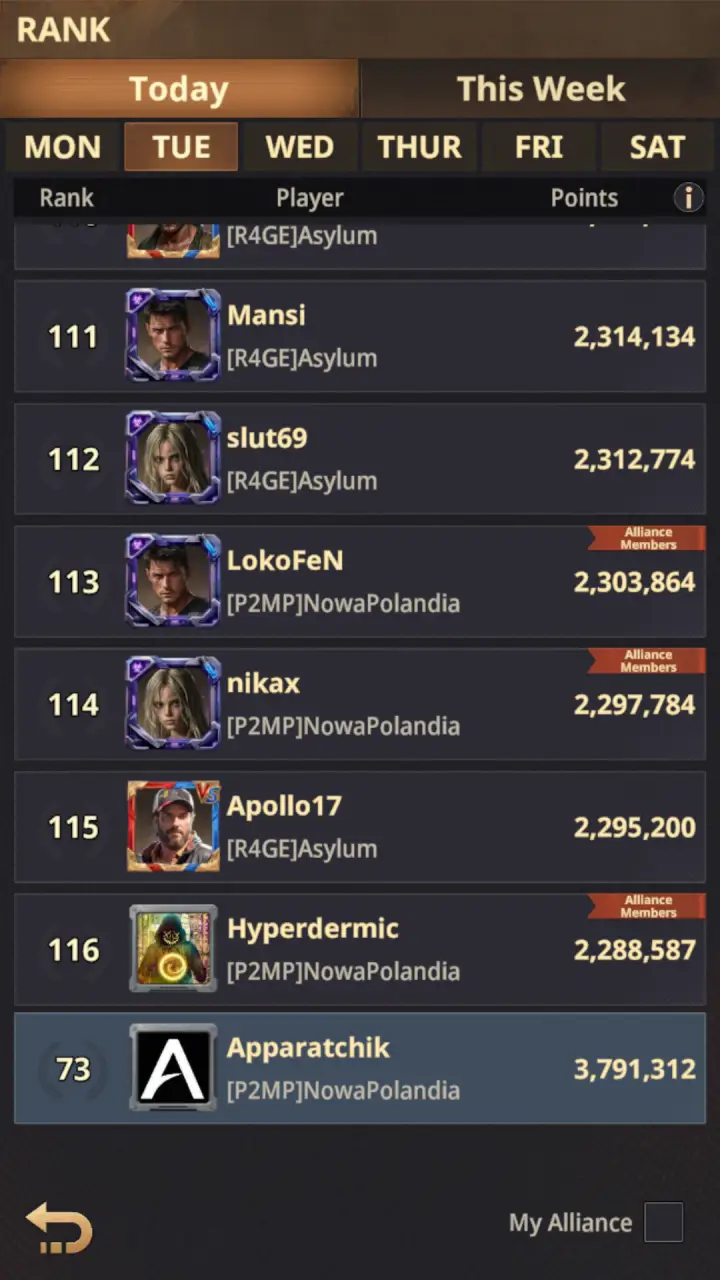 RANK
Today
This Week
MON
TUE
WED
THUR
FRI
SAT
Rank
Player
Points
[R4GE]Asylum
111
Mansi
[R4GE]Asylum
2,314,134
112
slut69
[R4GE]Asylum
2,312,774
113
LokoFeN
[P2MP]NowaPolandia
Alliance
Members
2,303,864
114
nikax
[P2MP]NowaPolandia
Alliance
Members
2,297,784
115
Apollo17
[R4GE]Asylum
VS
2,295,200
116
Hyperdermic
[P2MP]NowaPolandia
Alliance
Members
2,288,587
73
Apparatchik
[P2MP]NowaPolandia
3,791,312
My Alliance